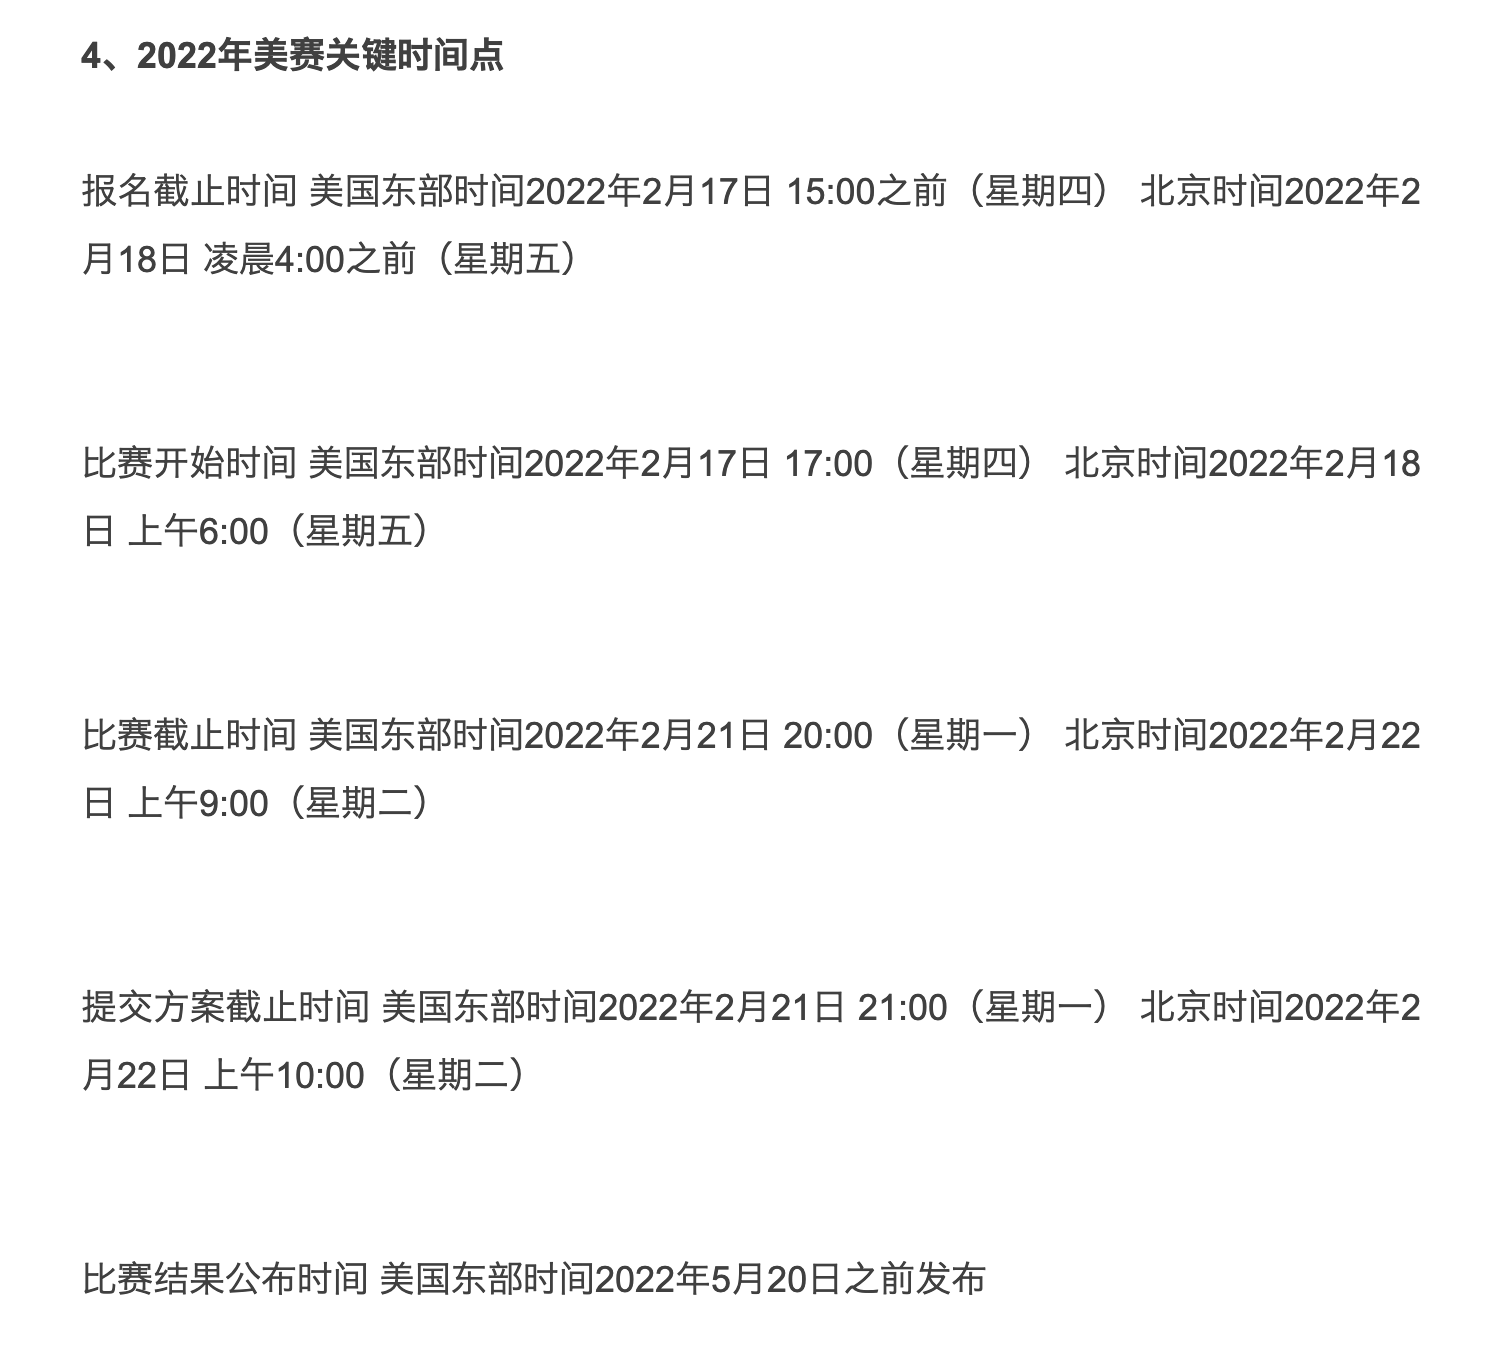 4、2022年美赛关键时间点
报名截止时间 美国东部时间2022年2月17日 15:00之前（星期四） 北京时间2022年2
月18日 凌晨4:00之前（星期五）
比赛开始时间 美国东部时间2022年2月17日 17:00（星期四） 北京时间2022年2月18
日 上午6:00（星期五）
比赛截止时间 美国东部时间2022年2月21日 20:00（星期一） 北京时间2022年2月22
日 上午9:00（星期二）
提交方案截止时间 美国东部时间2022年2月21日 21:00（星期一） 北京时间2022年2
月22日 上午10:00（星期二）
比赛结果公布时间 美国东部时间2022年5月20日之前发布